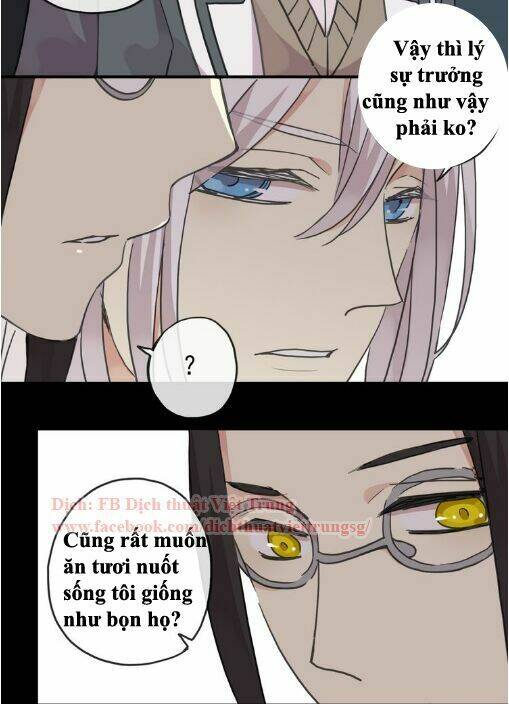 Vậy thì lý
sự trưởng
cũng như vậy
phải ko?
?
Dịch: FB Dịch thuật Việt Trung
www.facebook.com/dichthuatviettrungsg/
Cũng rất muốn
ăn tươi nuốt
sống tôi giống
như bọn họ?